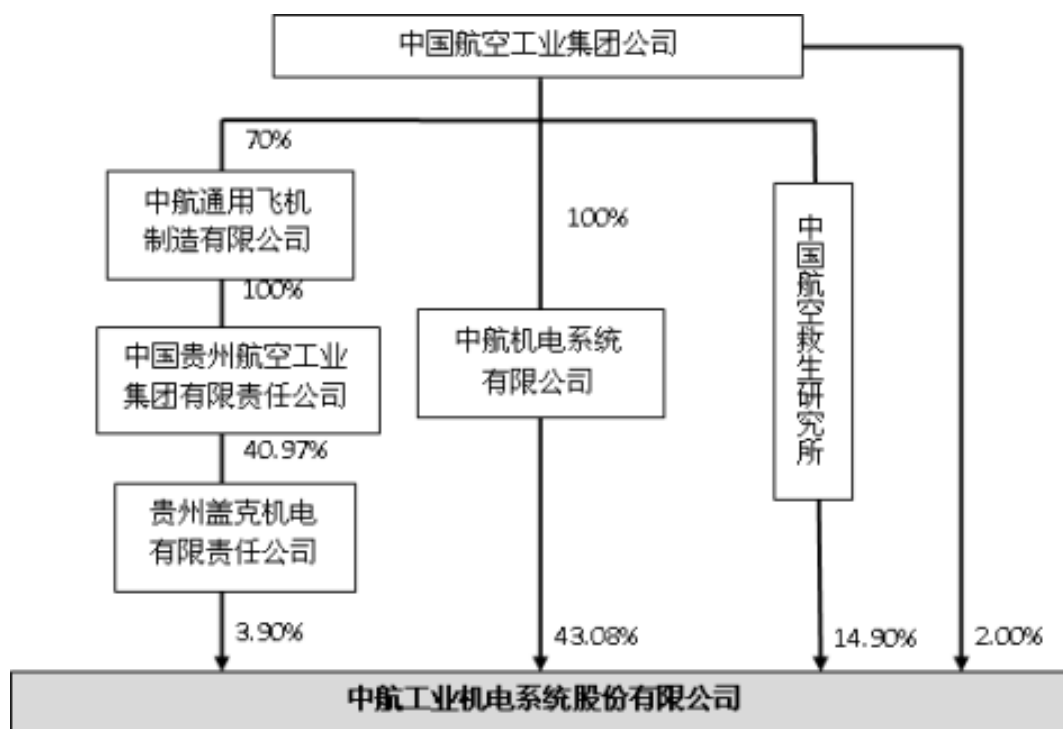 中国航空工业集团公司
70%
中航通用飞机
制造有限公司
100%
中国航空救生研究所
100%
中国贵州航空工业
集团有限责任公司
中航机电系统
有限公司
40.97%
贵州盖克机电
有限责任公司
3.90%
43.08%
14.90%
2.00%
中航工业机电系统股份有限公司